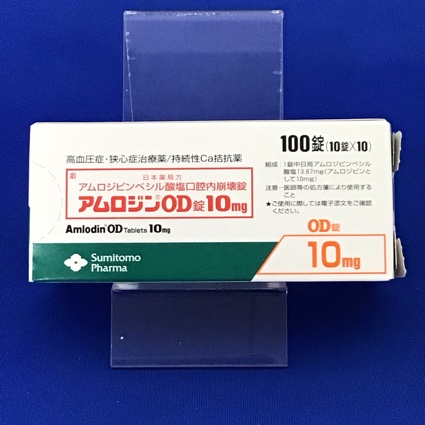 100錠(10錠×10)
高血圧症・狭心症治療薬/持続性Ca拮抗薬
劇
日本薬局方
アムロジピンベシル酸塩口腔内崩壊錠
アムロジン®OD錠10mg
Amlodin® OD Tablets 10mg
Sumitomo
Pharma
組成:1錠中日局アムロジピンベシル
酸塩13.87mg(アムロジピンと
して10mg)
注意-医師等の処方箋により使用する
こと
★ご使用に際しては電子添文をご確認
ください。
OD錠
10mg